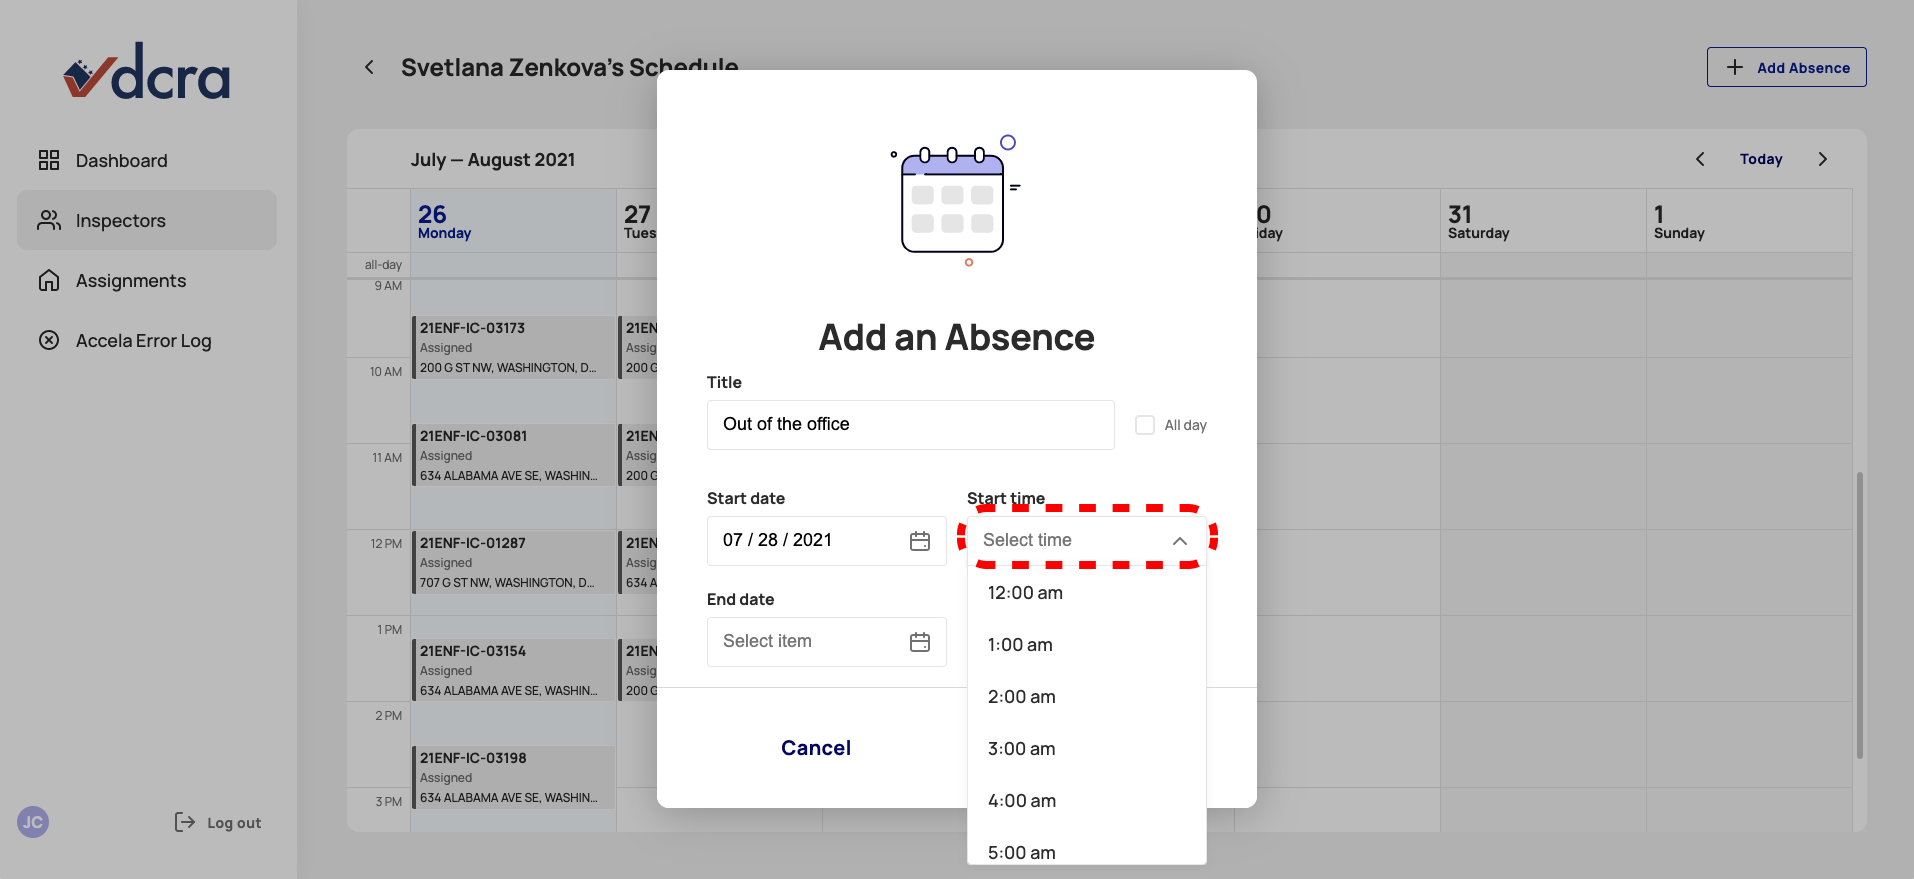 dcra
Dashboard
Inspectors
Assignments
Accela Error Log
JC
Log out
Svetlana Zenkova's Schedule
Add Absence
July — August 2021
Today
26
Monday
27
Tues
0
iday
31
Saturday
1
Sunday
all-day
9 AM
10 AM
11 AM
12 PM
1 PM
2 PM
3 PM
21ENF-IC-03173
Assigned
200 G ST NW, WASHINGTON, D...
21ENF-IC-03081
Assigned
634 ALABAMA AVE SE, WASHIN...
21ENF-IC-01287
Assigned
707 G ST NW, WASHINGTON, D...
21ENF-IC-03154
Assigned
634 ALABAMA AVE SE, WASHIN...
21ENF-IC-03198
Assigned
634 ALABAMA AVE SE, WASHIN...
21EN
Assig
200 G
21EN
Assig
200 G
21EN
Assig
634 A
21EN
Assig
200 G
Add an Absence
Title
Out of the office
All day
Start date
07 / 28 / 2021
Start time
Select time
12:00 am
1:00 am
2:00 am
3:00 am
4:00 am
5:00 am
End date
Select item
Cancel